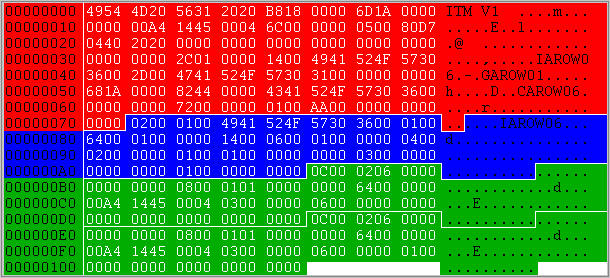 00000000 4954 4D20 5631 2020 B818 0000 6D1A 0000 ITM V1  ....m...
00000010 0000 00A4 1445 0004 6C00 0000 0500 80D7 .....E..l.......
00000020 0440 2020 0000 0000 0000 0000 0000 0000 .@  ............
00000030 0000 0000 2C01 0000 1400 4941 524F 5730 ....,.....IAROW0
00000040 3600 2D00 4741 524F 5730 3100 0000 0000 6.-.GAROW01.....
00000050 681A 0000 8244 0000 4341 524F 5730 3600 h....D..CAROW06.
00000060 0000 0000 7200 0000 0100 AA00 0000 0000 ....r...........
00000070 0000 0200 0100 4941 524F 5730 3600 0100 ......IAROW06...
00000080 6400 0100 0000 1400 0600 0100 0000 0400 d...............
00000090 0200 0000 0100 0100 0000 0000 0300 0000 ................
000000A0 0000 0000 0100 0000 0000 0C00 0206 0000 ................
000000B0 0000 0000 0800 0101 0000 0000 6400 0000 ............d...
000000C0 00A4 1445 0004 0300 0000 0600 0000 0000 ...E............
000000D0 0000 0000 0000 0000 0000 0C00 0206 0000 ................
000000E0 0000 0000 0800 0101 0000 0000 6400 0000 ............d...
000000F0 00A4 1445 0004 0300 0000 0600 0000 0100 ...E............
00000100 0000 0000 0000 0000 0000 ..........